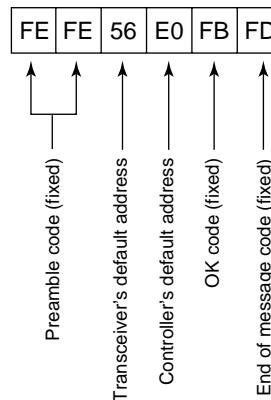 FE FE 56 E0 FB FD
Preamble code (fixed)
Transceiver's default address
Controller's default address
OK code (fixed)
End of message code (fixed)